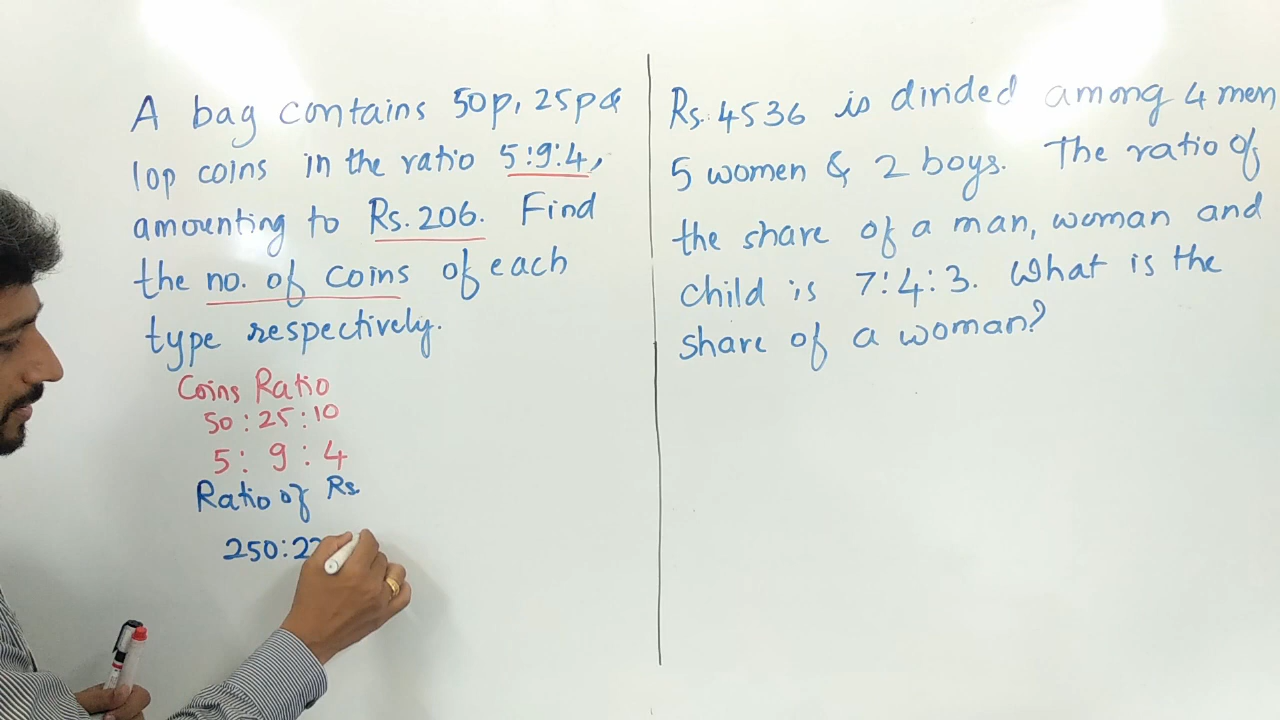 A bag contains 50p, 25p &
10p coins in the ratio 5:9:4,
amounting to Rs.206. Find
the no. of coins of each
type respectively.
Coins Ratio
50:25:10
5:9:4
Ratio of Rs
250:22
Rs.4536 is divided among 4 men
5 women & 2 boys. The ratio of
the share of a man, woman and
child is 7:4:3. What is the
share of a woman?